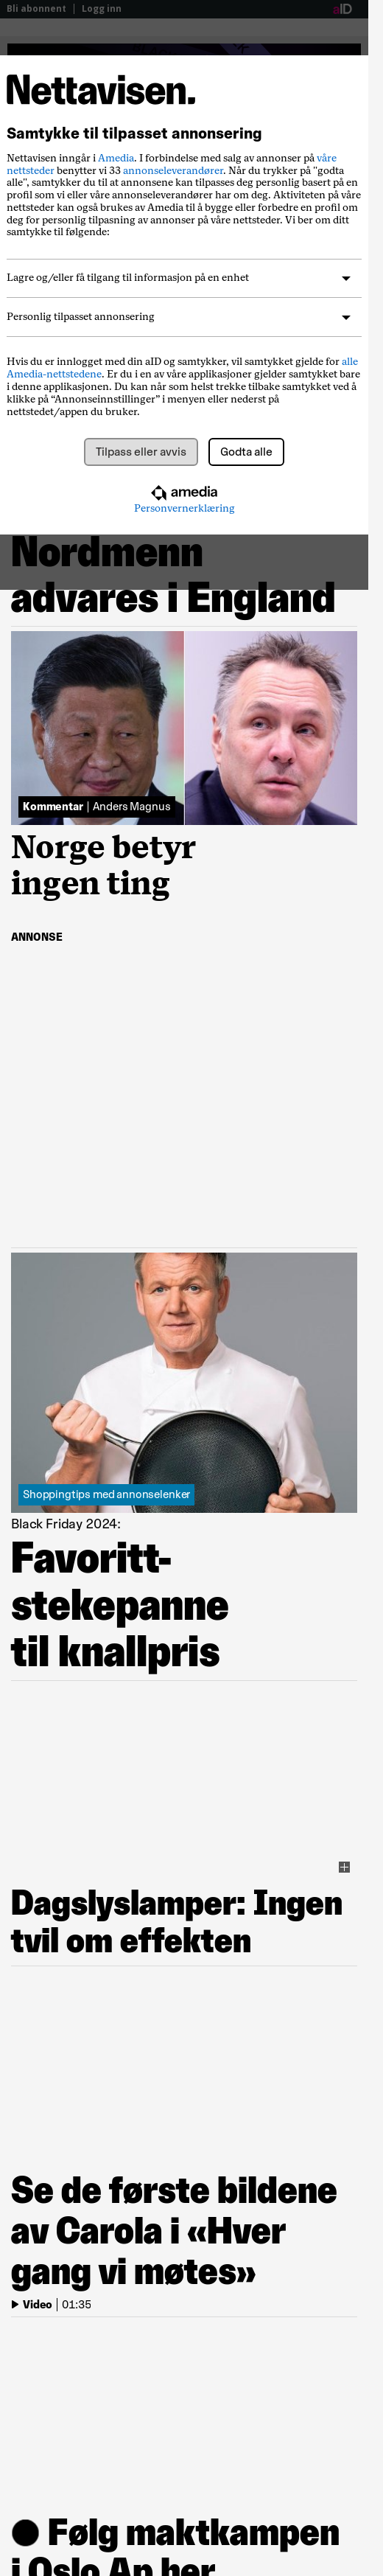 Bli abonnent | Logg inn
aID
Nettavisen.
Samtykke til tilpasset annonsering
Nettavisen inngår i Amedia. I forbindelse med salg av annonser på våre
nettsteder benytter vi 33 annonseleverandører. Når du trykker på "godta
alle", samtykker du til at annonsene kan tilpasses deg personlig basert på en
profil som vi eller våre annonseleverandører har om deg. Aktiviteten på våre
nettsteder kan også brukes av Amedia til å bygge eller forbedre en profil om
deg for personlig tilpasning av annonser på våre nettsteder. Vi ber om ditt
samtykke til følgende:
Lagre og/eller få tilgang til informasjon på en enhet
Personlig tilpasset annonsering
Hvis du er innlogget med din aID og samtykker, vil samtykket gjelde for alle
Amedia-nettstedene. Er du i en av våre applikasjoner gjelder samtykket bare
i denne applikasjonen. Du kan når som helst trekke tilbake samtykket ved å
klikke på “Annonseinnstillinger” i menyen eller nederst på
nettstedet/appen du bruker.
Tilpass eller avvis
Godta alle
amedia
Personvernerklæring
Nordmenn
advares i England
Kommentar | Anders Magnus
Norge betyr
ingen ting
ANNONSE
Shoppingtips med annonselenker
Black Friday 2024:
Favoritt-
stekepanne
til knallpris
Dagslyslamper: Ingen
tvil om effekten
Se de første bildene
av Carola i «Hver
gang vi møtes»
Video | 01:35
Følg maktkampen
i Oslo Ap her